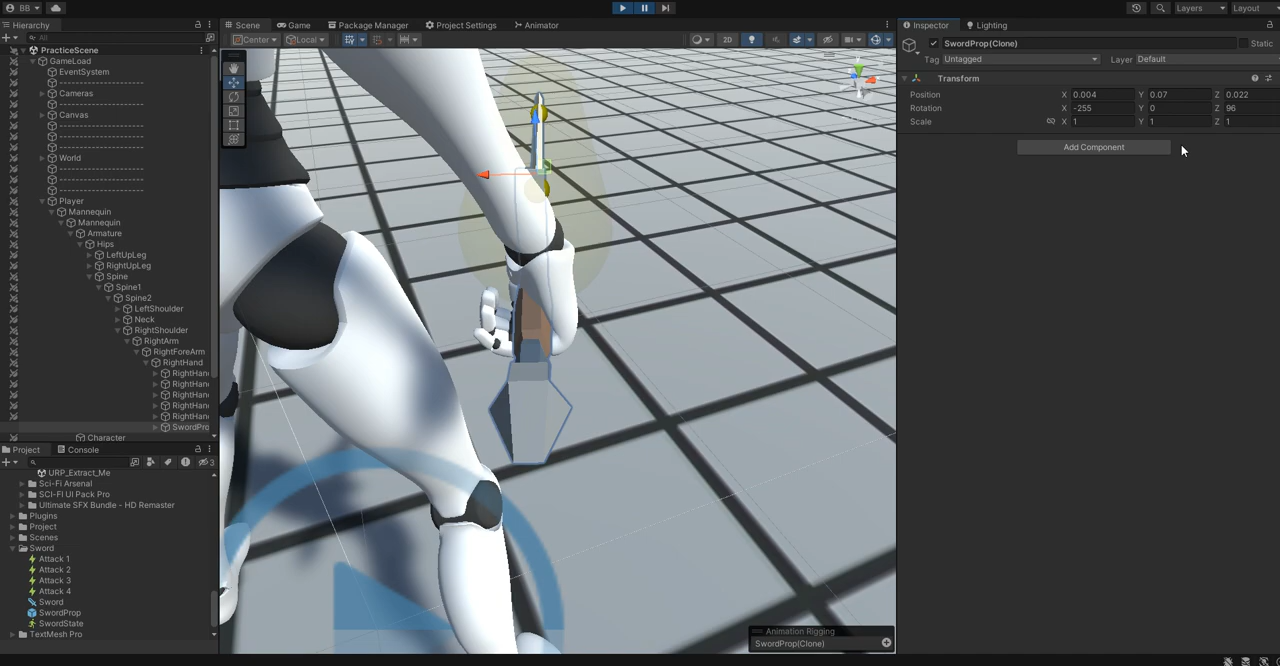 BB
Layers
Layout
Hierarchy
Scene
Game
Package Manager
Project Settings
Animator
Inspector
Lighting
All
Center
Local
2D
PracticeScene
GameLoad
EventSystem
----------------------
Cameras
----------------------
Canvas
----------------------
----------------------
----------------------
World
----------------------
----------------------
----------------------
Player
Mannequin
Mannequin
Armature
Hips
LeftUpLeg
RightUpLeg
Spine
Spine1
Spine2
LeftShoulder
Neck
RightShoulder
RightArm
RightForeArm
RightHand
RightHan
RightHan
RightHan
RightHan
RightHan
SwordPro
Character
Project
Console
3
URP_Extract_Me
Sci-Fi Arsenal
SCI-FI UI Pack Pro
Ultimate SFX Bundle - HD Remaster
Plugins
Project
Scenes
Sword
Attack 1
Attack 2
Attack 3
Attack 4
Sword
SwordProp
SwordState
TextMesh Pro
Animation Rigging
SwordProp(Clone)
SwordProp(Clone)
Static
Tag Untagged
Layer Default
Transform
Position X 0.004 Y 0.07 Z 0.022
Rotation X -255 Y 0 Z 96
Scale X 1 Y 1 Z 1
Add Component